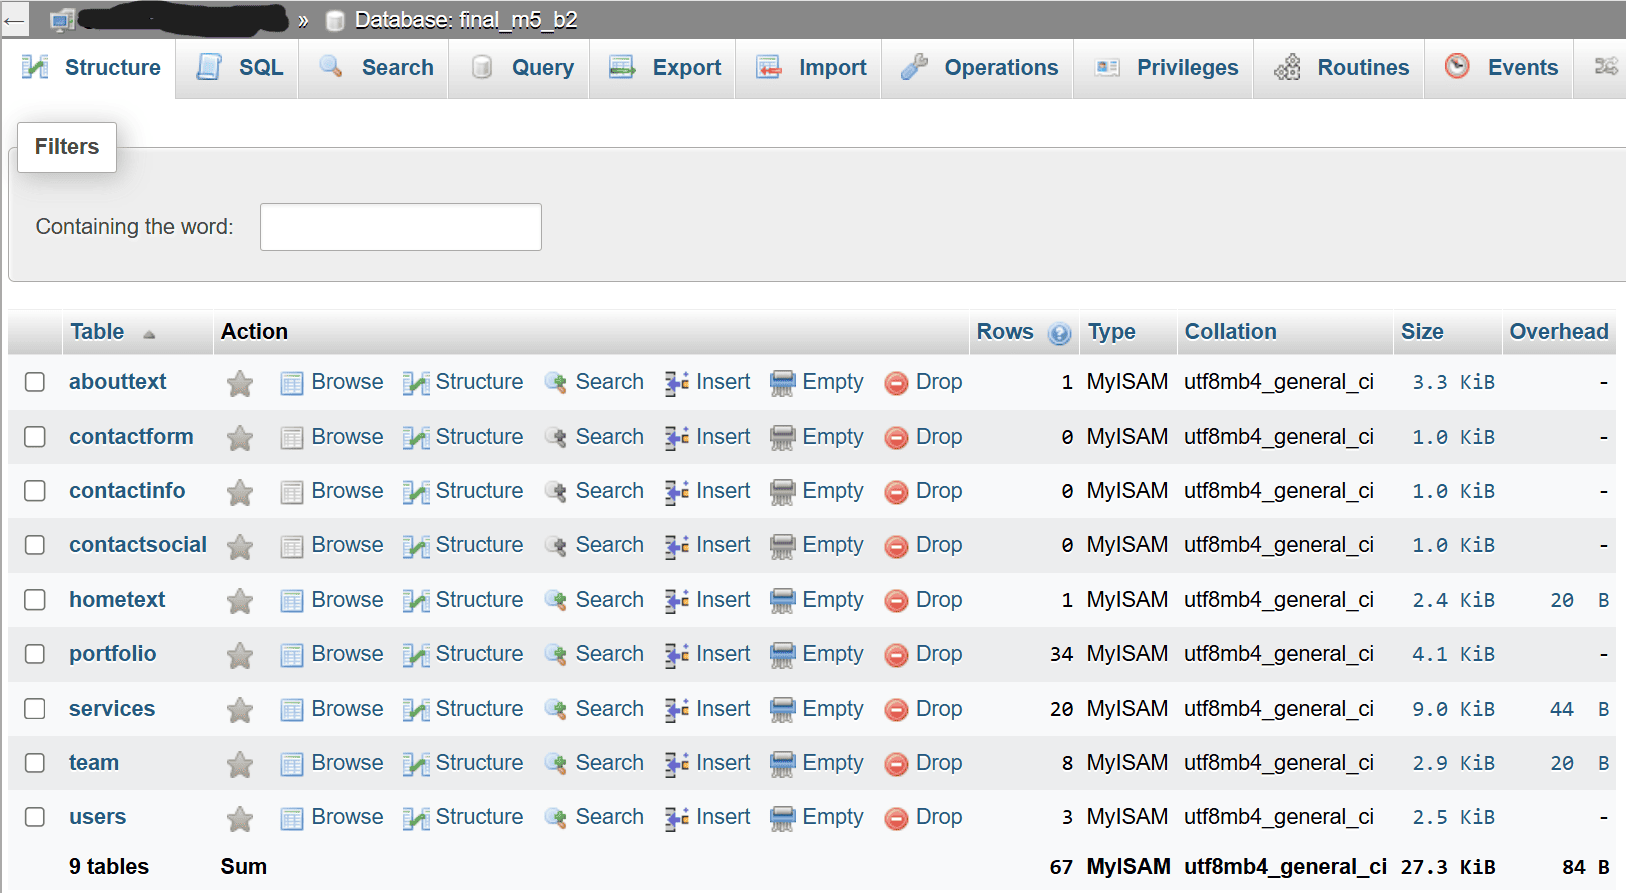 » Database: final_m5_b2
Structure SQL Search Query Export Import Operations Privileges Routines Events
Filters
Containing the word:
Table Action Rows Type Collation Size Overhead
abouttext Browse Structure Search Insert Empty Drop 1 MyISAM utf8mb4_general_ci 3.3 KiB -
contactform Browse Structure Search Insert Empty Drop 0 MyISAM utf8mb4_general_ci 1.0 KiB -
contactinfo Browse Structure Search Insert Empty Drop 0 MyISAM utf8mb4_general_ci 1.0 KiB -
contactsocial Browse Structure Search Insert Empty Drop 0 MyISAM utf8mb4_general_ci 1.0 KiB -
hometext Browse Structure Search Insert Empty Drop 1 MyISAM utf8mb4_general_ci 2.4 KiB 20 B
portfolio Browse Structure Search Insert Empty Drop 34 MyISAM utf8mb4_general_ci 4.1 KiB -
services Browse Structure Search Insert Empty Drop 20 MyISAM utf8mb4_general_ci 9.0 KiB 44 B
team Browse Structure Search Insert Empty Drop 8 MyISAM utf8mb4_general_ci 2.9 KiB 20 B
users Browse Structure Search Insert Empty Drop 3 MyISAM utf8mb4_general_ci 2.5 KiB -
9 tables Sum 67 MyISAM utf8mb4_general_ci 27.3 KiB 84 B